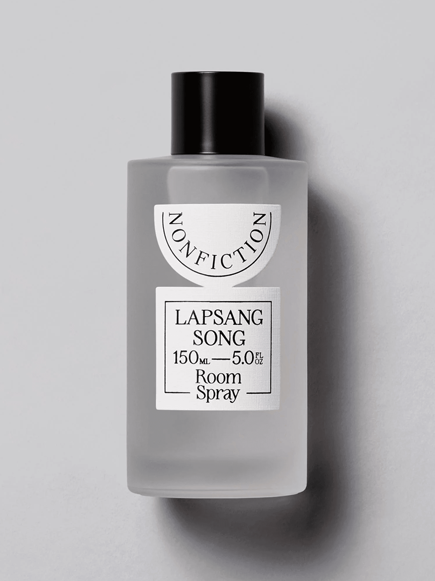 NONFICTION
LAPSANG
SONG
150ML—5.0FL OZ
Room
Spray